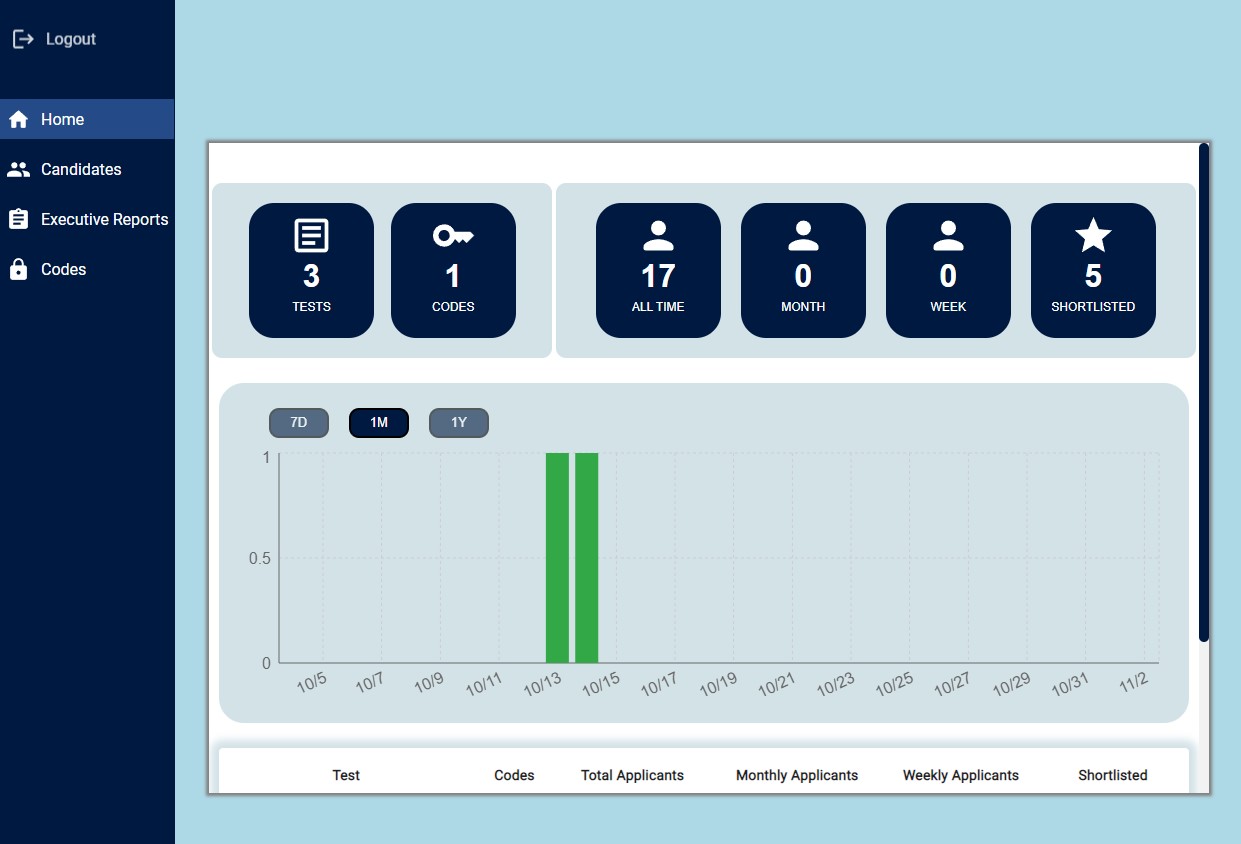 Logout
Home
Candidates
Executive Reports
Codes
3
TESTS
1
CODES
17
ALL TIME
0
MONTH
0
WEEK
5
SHORTLISTED
7D 1M 1Y
1
0.5
0
10/5 10/7 10/9 10/11 10/13 10/15 10/17 10/19 10/21 10/23 10/25 10/27 10/29 10/31 11/2
Test Codes Total Applicants Monthly Applicants Weekly Applicants Shortlisted